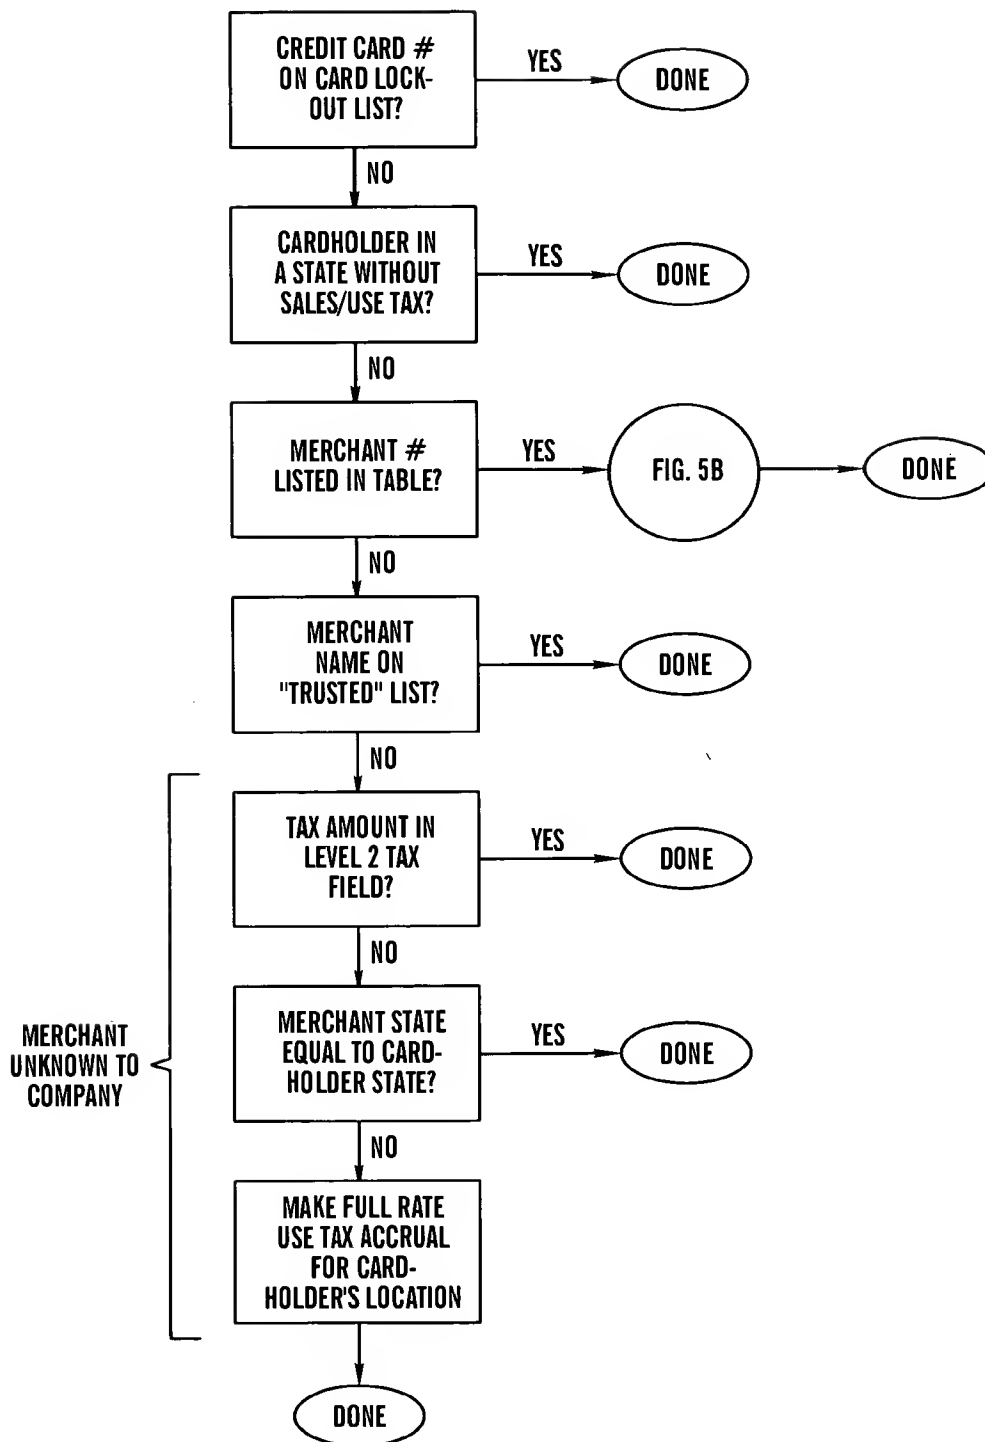 CREDIT CARD #
ON CARD LOCK-
OUT LIST?
YES
DONE
NO
CARDHOLDER IN
A STATE WITHOUT
SALES/USE TAX?
YES
DONE
NO
MERCHANT #
LISTED IN TABLE?
YES
FIG. 5B
DONE
NO
MERCHANT
NAME ON
"TRUSTED" LIST?
YES
DONE
NO
MERCHANT
UNKNOWN TO
COMPANY
TAX AMOUNT IN
LEVEL 2 TAX
FIELD?
YES
DONE
NO
MERCHANT STATE
EQUAL TO CARD-
HOLDER STATE?
YES
DONE
NO
MAKE FULL RATE
USE TAX ACCRUAL
FOR CARD-
HOLDER'S LOCATION
DONE